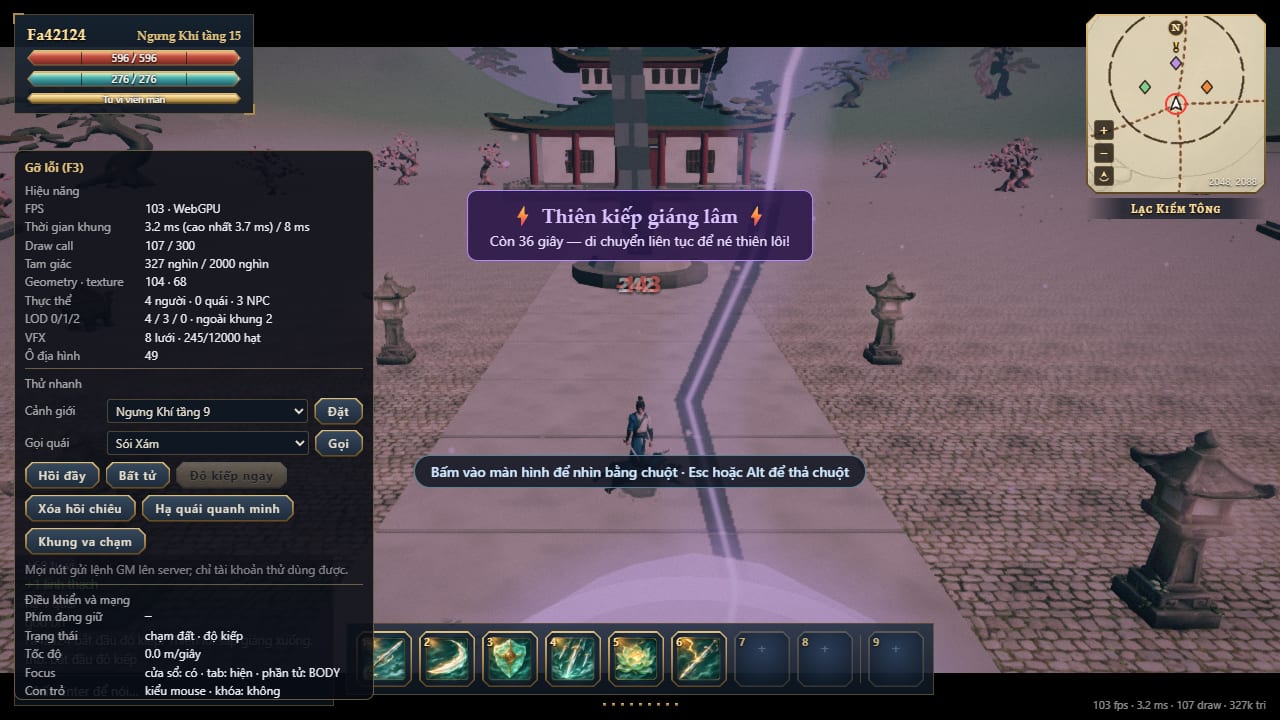 Fa42124
Ngưng Khí tầng 15
596 / 596
276 / 276
Tu vi viên mãn
N
+
−
2048, 2088
Lạc Kiếm Tông
Thiên kiếp giáng lâm
Còn 36 giây — di chuyển liên tục để né thiên lôi!
Gỡ lỗi (F3)
Hiệu năng
FPS 103 · WebGPU
Thời gian khung 3.2 ms (cao nhất 3.7 ms) / 8 ms
Draw call 107 / 300
Tam giác 327 nghìn / 2000 nghìn
Geometry · texture 104 · 68
Thực thể 4 người · 0 quái · 3 NPC
LOD 0/1/2 4 / 3 / 0 · ngoài khung 2
VFX 8 lưới · 245/12000 hạt
Ô địa hình 49
Thử nhanh
Cảnh giới Ngưng Khí tầng 9 Đặt
Gọi quái Sói Xám Gọi
Hồi đầy Bất tử Độ kiếp ngay
Xóa hồi chiêu Hạ quái quanh mình
Khung va chạm
Mọi nút gửi lệnh GM lên server; chỉ tài khoản thử dùng được.
Điều khiển và mạng
Phím đang giữ –
Trạng thái chạm đất · độ kiếp
Tốc độ 0.0 m/giây
Focus cửa sổ: có · tab: hiện · phần tử: BODY
Con trỏ kiểu mouse · khóa: không
Bấm vào màn hình để nhìn bằng chuột · Esc hoặc Alt để thả chuột
2 3 4 5 6 7 8 9
+ + +
103 fps · 3.2 ms · 107 draw · 327k tri